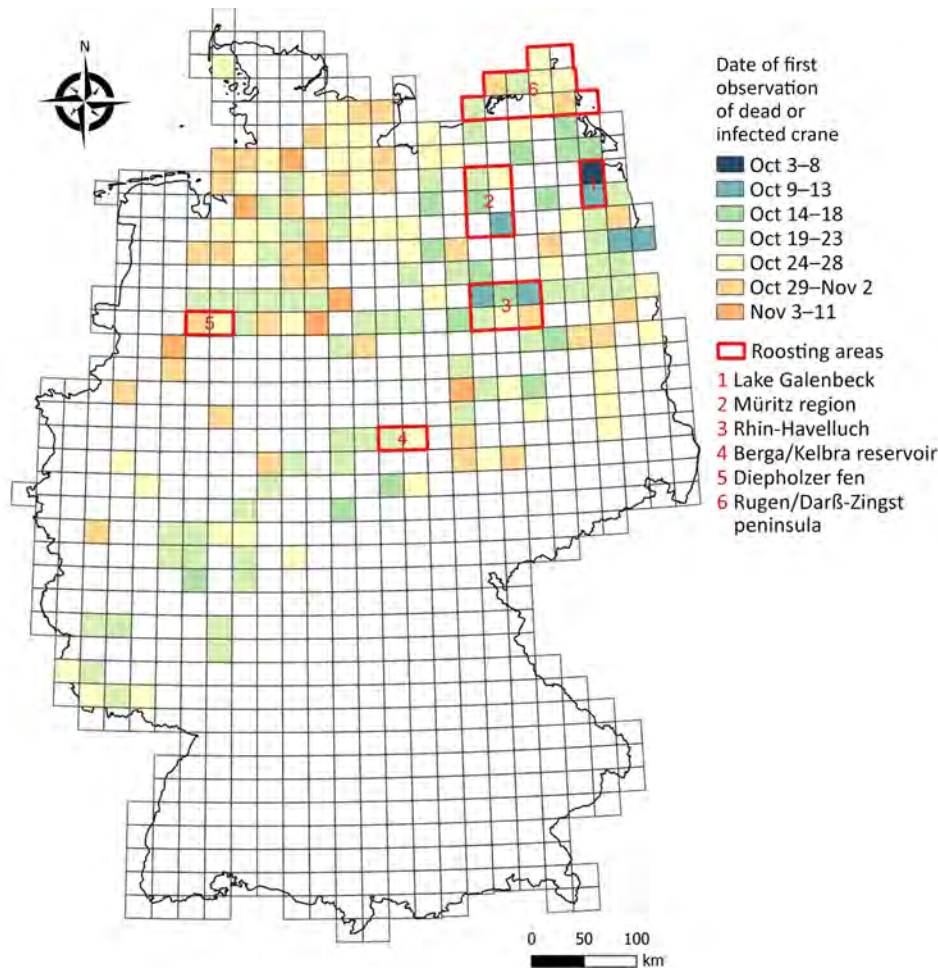 N
Date of first
observation
of dead or
infected crane
Oct 3–8
Oct 9–13
Oct 14–18
Oct 19–23
Oct 24–28
Oct 29–Nov 2
Nov 3–11
Roosting areas
1 Lake Galenbeck
2 Müritz region
3 Rhin-Havelluch
4 Berga/Kelbra reservoir
5 Diepholzer fen
6 Rugen/Darß-Zingst
peninsula
6
1
2
3
5
4
0 50 100
km